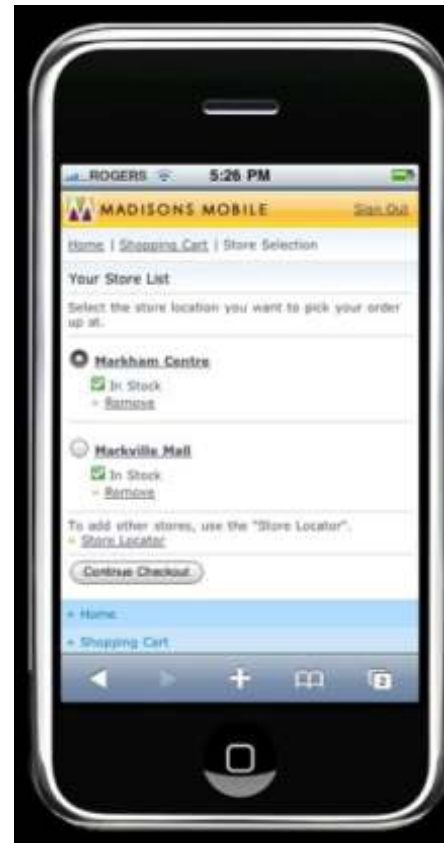 ROGERS 5:26 PM
MADISONS MOBILE Sign Out
Home | Shopping Cart | Store Selection
Your Store List
Select the store location you want to pick your order
up at.
Markham Centre
In Stock
Remove
Markville Mall
In Stock
Remove
To add other stores, use the "Store Locator".
Store Locator
Continue Checkout
Home
Shopping Cart
2